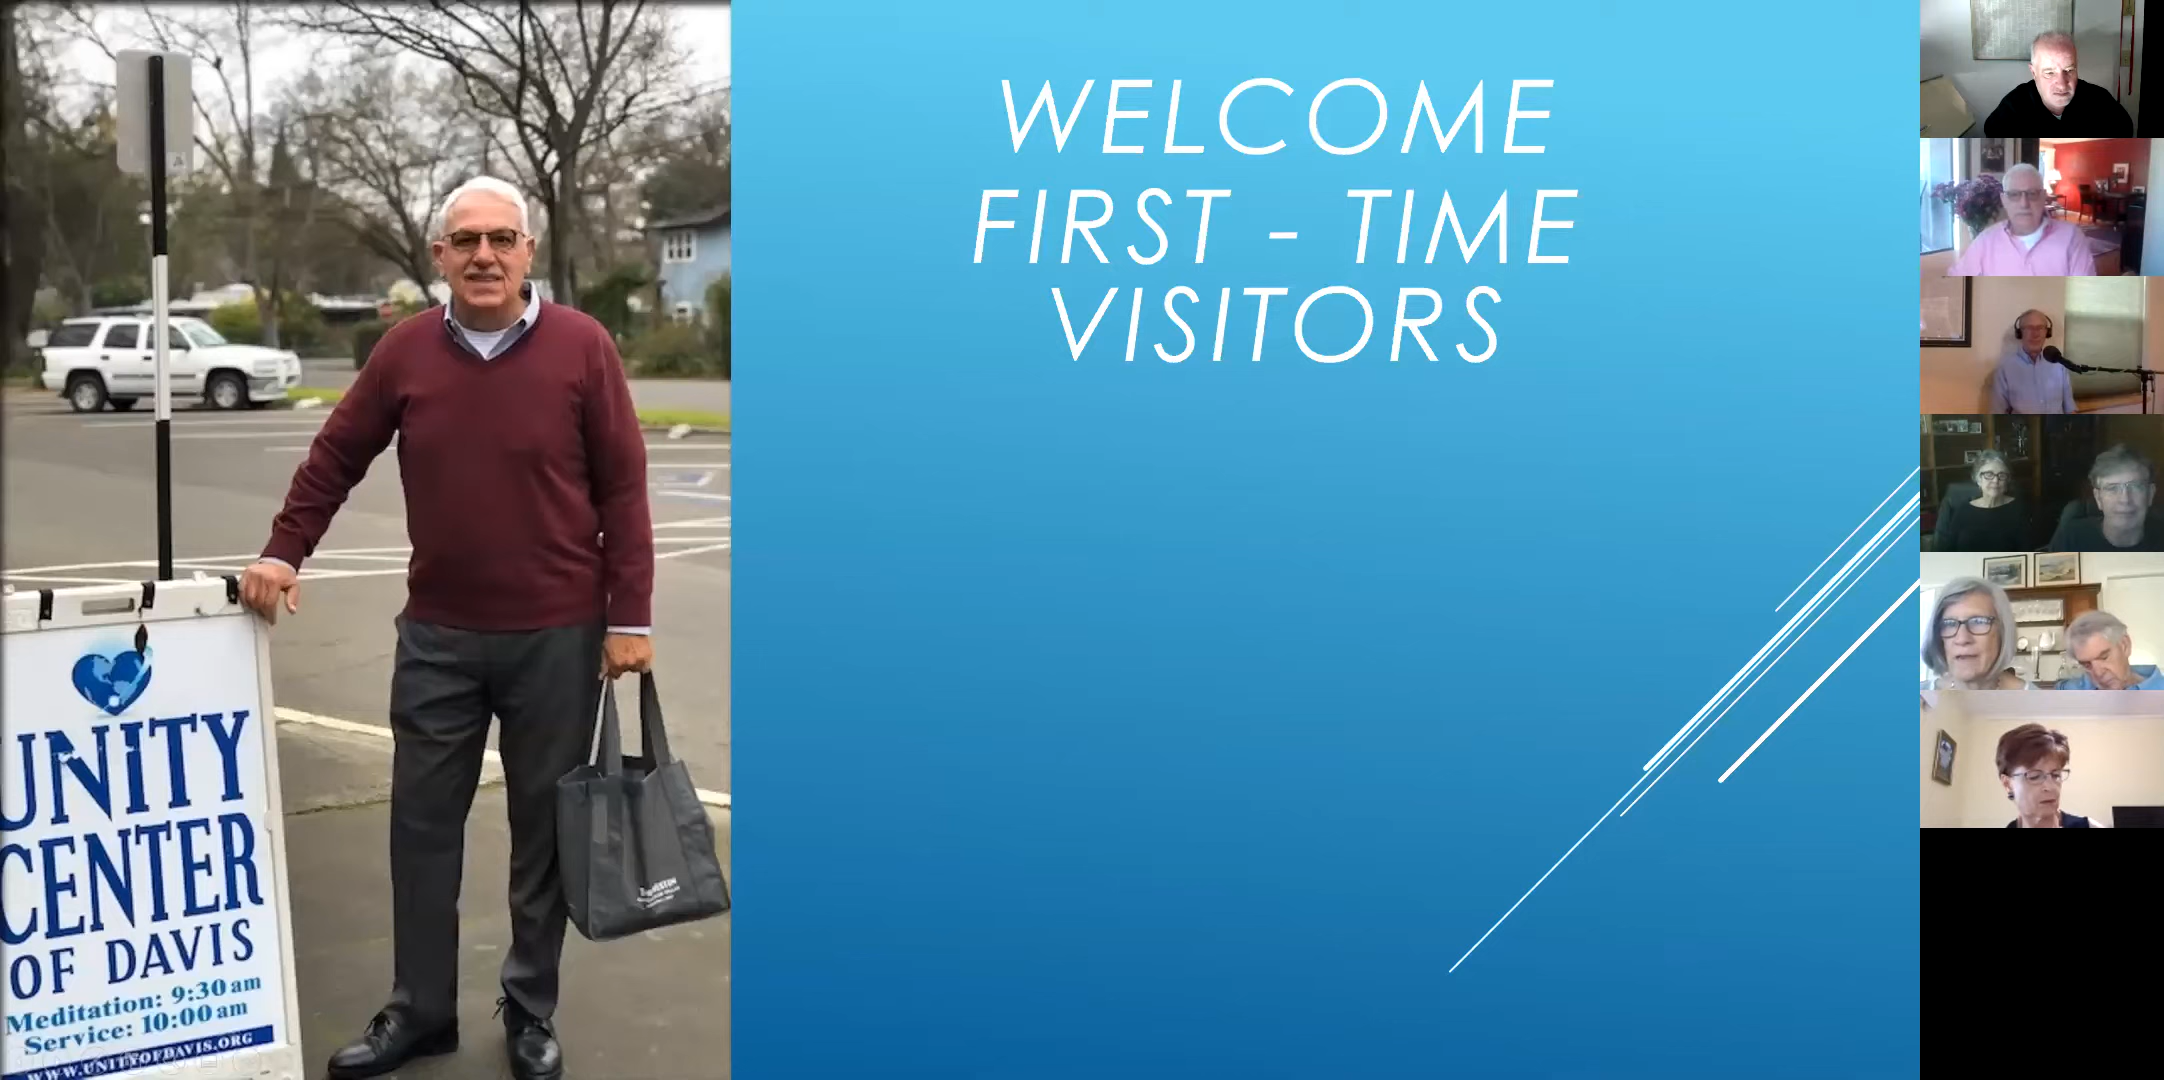 WELCOME
FIRST - TIME
VISITORS
UNITY
CENTER
OF DAVIS
Meditation: 9:30 am
Service: 10:00 am
WWW.UNITYOFDAVIS.ORG